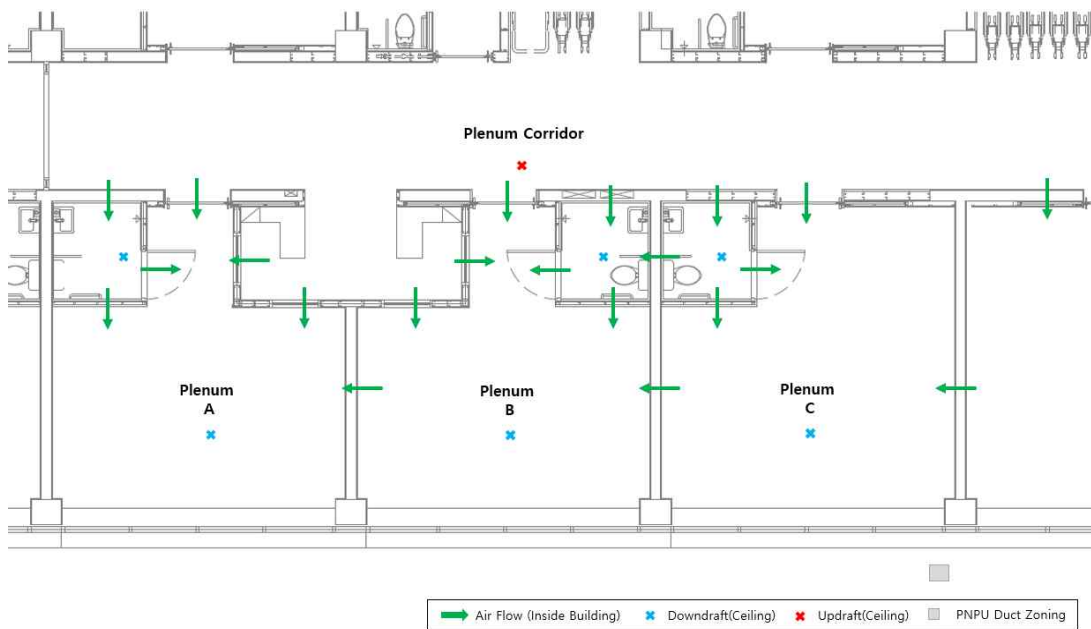 Plenum Corridor
Plenum
A
Plenum
B
Plenum
C
Air Flow (Inside Building)
Downdraft(Ceiling)
Updraft(Ceiling)
PNPU Duct Zoning